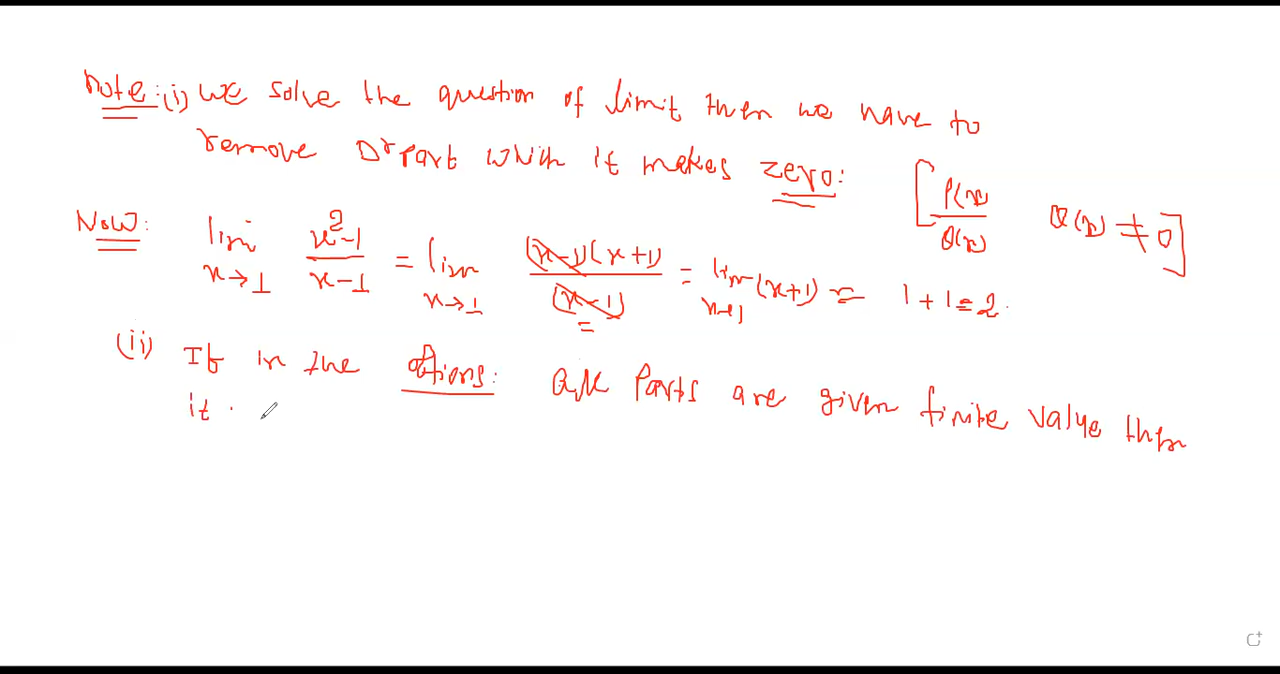 Note: (i) We solve the question of limit then we have to
remove Dr Part which it makes zero: [P(x)/Q(x) Q(x) ≠ 0]
Now: lim x→1 x²-1/x-1 = lim x→1 (x-1)(x+1)/(x-1) = lim x→1 (x+1) = 1+1=2.
(ii) If in the options: all Parts are given finite value then
it .